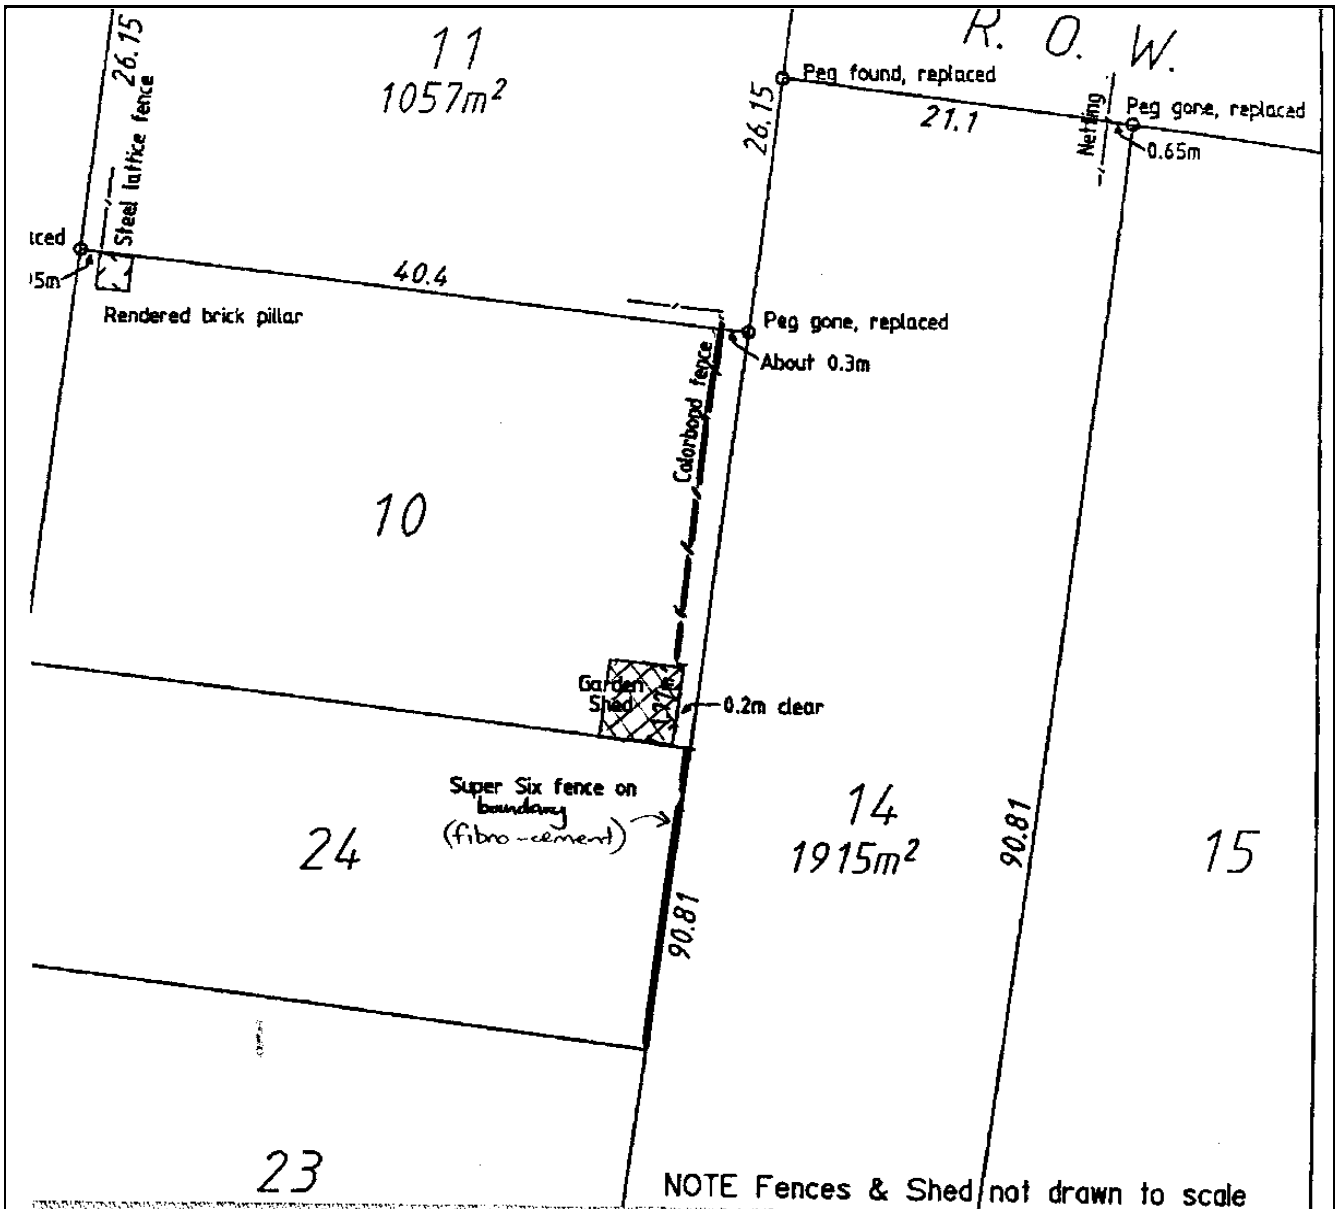 26.15
Steel lattice fence
11
1057m²
R. O. W.
Peg found, replaced
26.15
21.1
Netting
Peg gone, replaced
0.65m
5m
Rendered brick pillar
40.4
Peg gone, replaced
About 0.3m
Colorbond fence
10
Garden
Shed
0.2m clear
Super Six fence on
boundary
(fibro-cement)
24
14
1915m²
90.81
90.81
15
23
NOTE Fences & Shed not drawn to scale